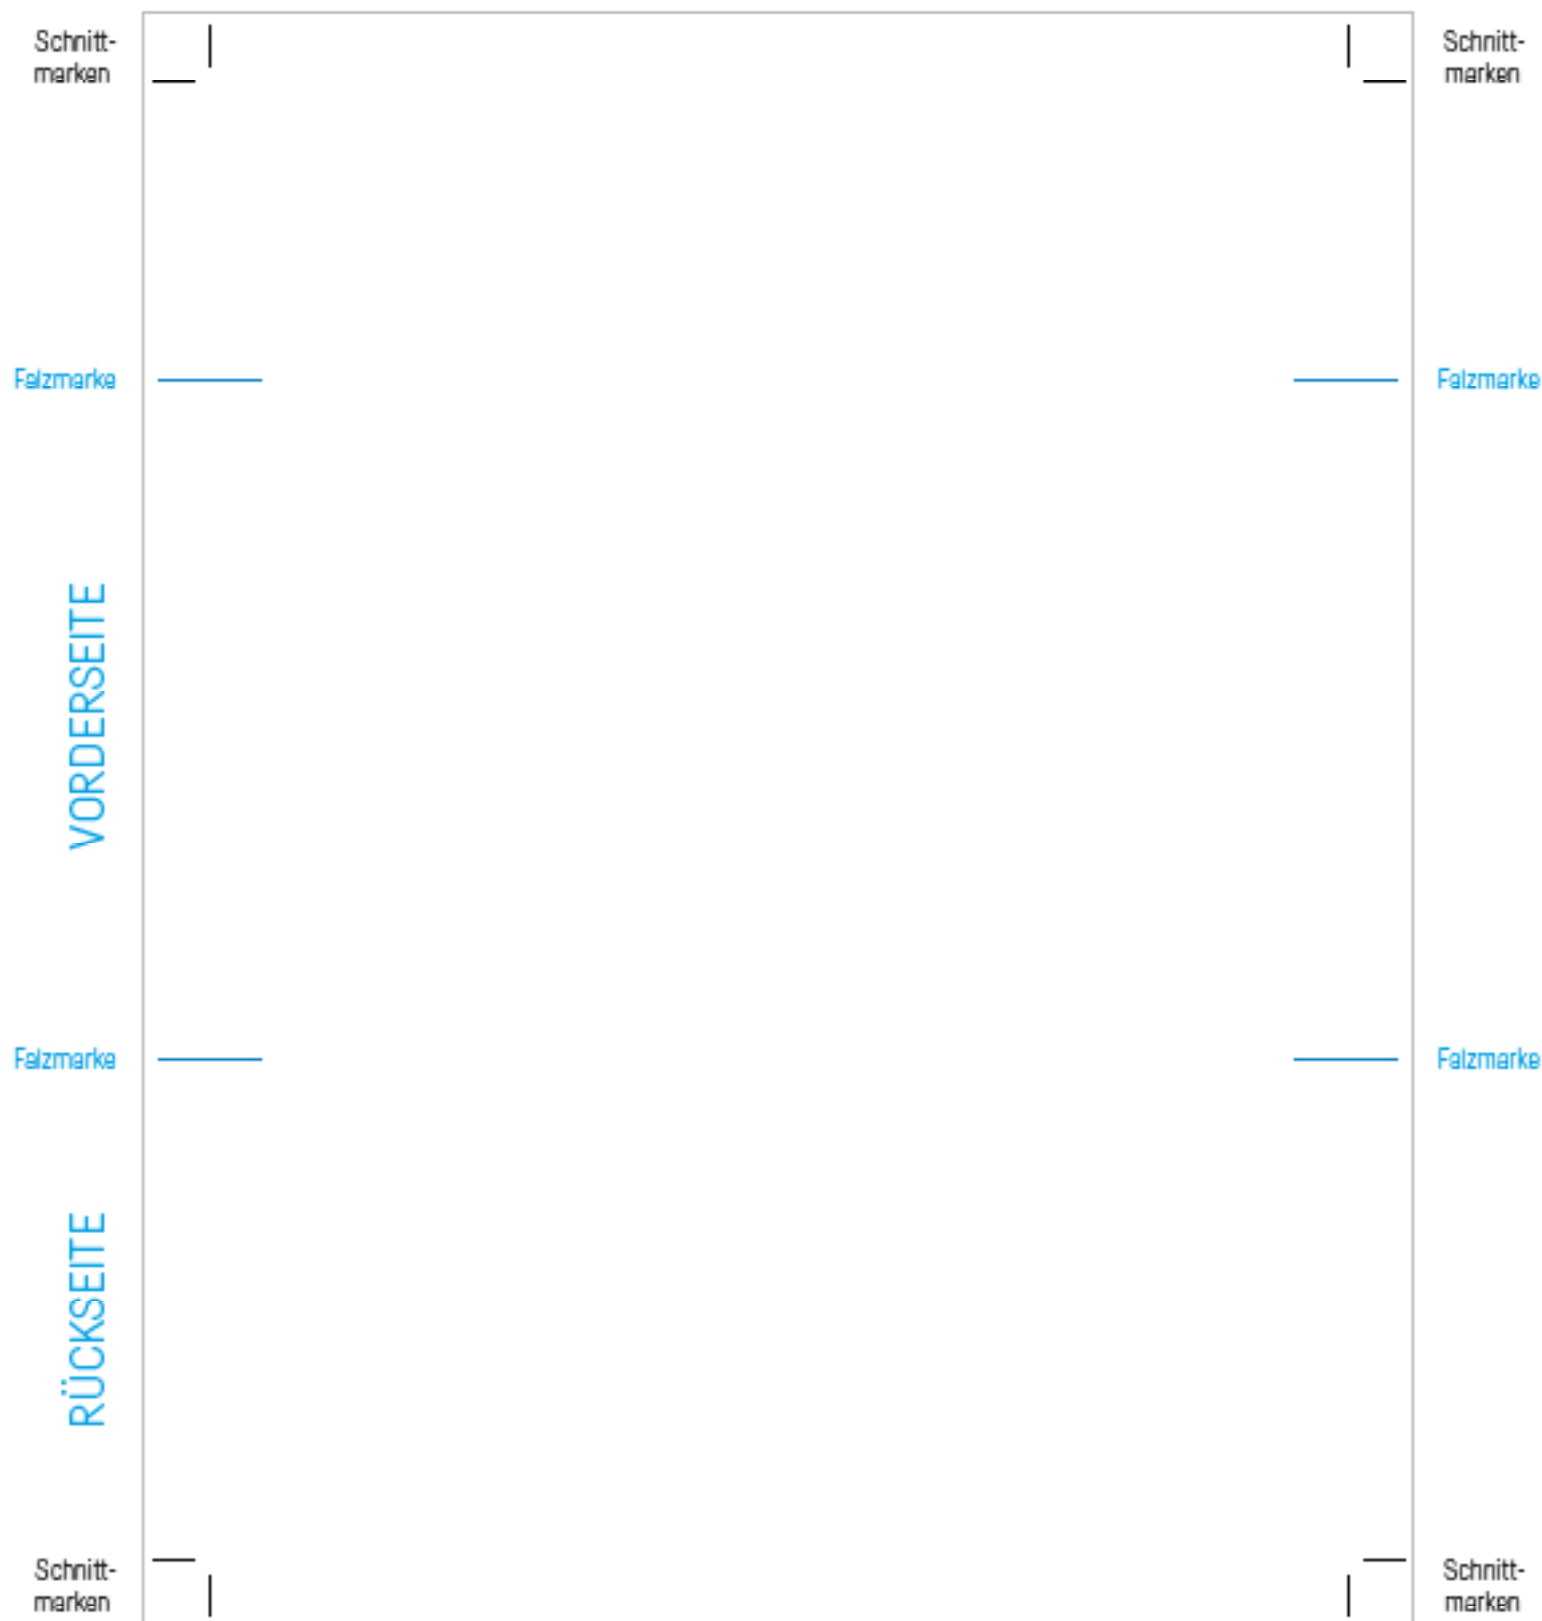 Schnitt-
marken
Schnitt-
marken
Falzmarke
Falzmarke
VORDERSEITE
Falzmarke
Falzmarke
RÜCKSEITE
Schnitt-
marken
Schnitt-
marken